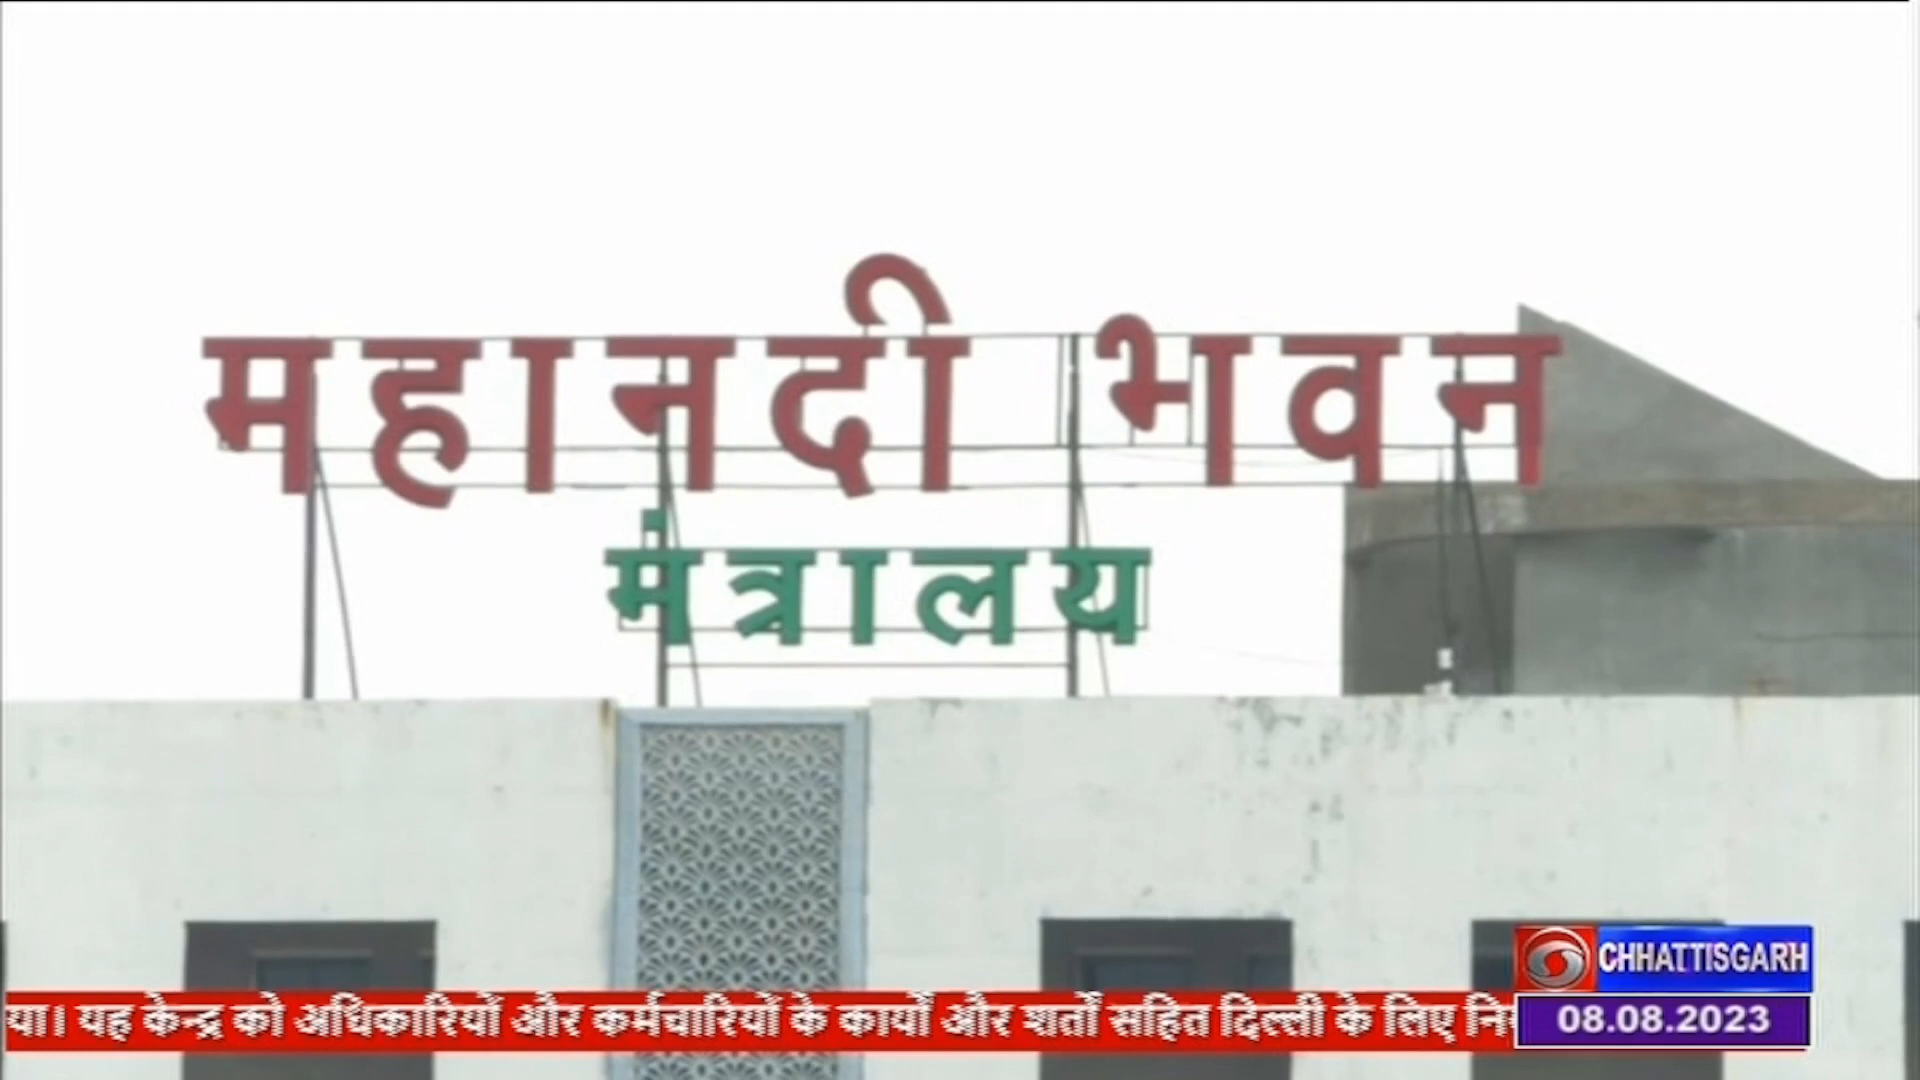 महानदी भवन
मंत्रालय
CHHATTISGARH
या। यह केन्द्र को अधिकारियों और कर्मचारियों के कार्यों और शर्तों सहित दिल्ली के लिए
08.08.2023